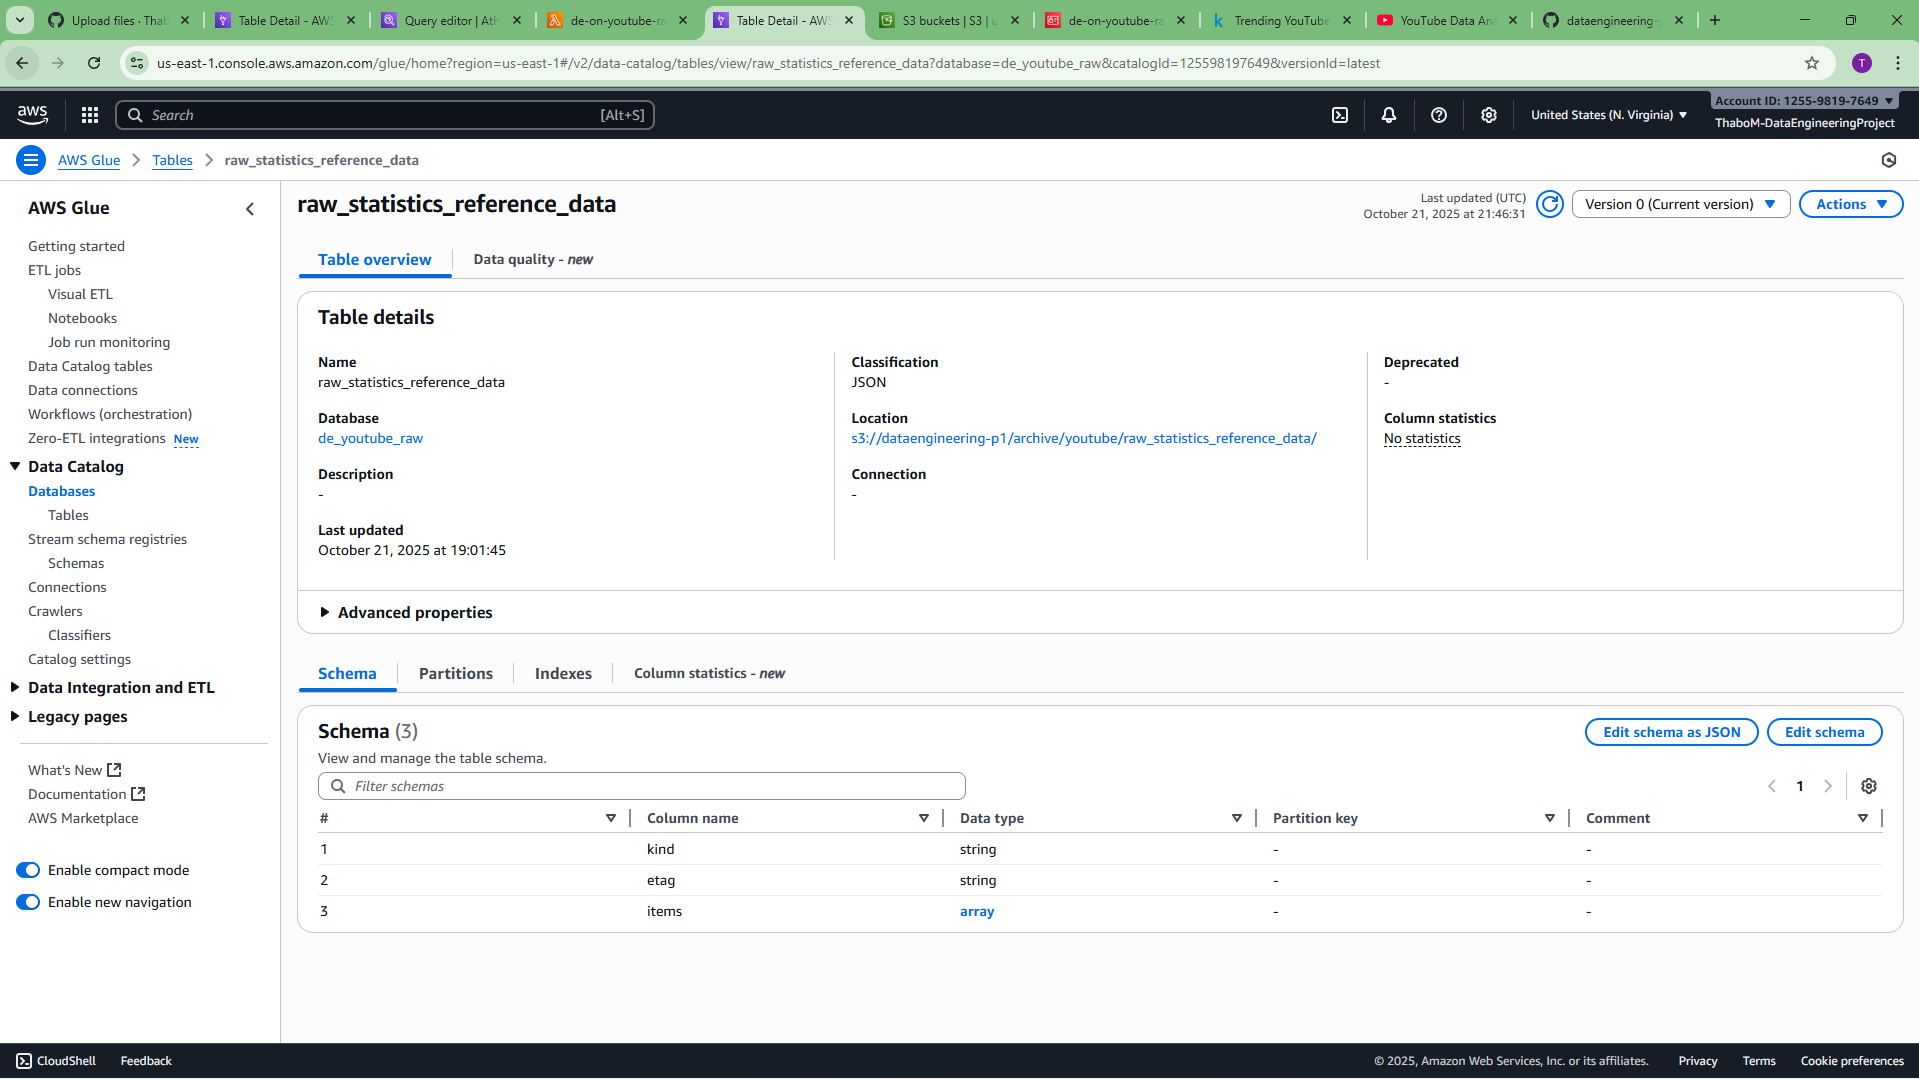 Upload files · Thab
Table Detail - AWS
Query editor | Ath
de-on-youtube-ra
Table Detail - AWS
S3 buckets | S3 | u
de-on-youtube-ra
Trending YouTube
YouTube Data Ana
dataengineering-y
us-east-1.console.aws.amazon.com/glue/home?region=us-east-1#/v2/data-catalog/tables/view/raw_statistics_reference_data?database=de_youtube_raw&catalogId=125598197649&versionId=latest
T
aws
Search
[Alt+S]
United States (N. Virginia)
Account ID: 1255-9819-7649
ThaboM-DataEngineeringProject
AWS Glue
Tables
raw_statistics_reference_data
AWS Glue
Getting started
ETL jobs
Visual ETL
Notebooks
Job run monitoring
Data Catalog tables
Data connections
Workflows (orchestration)
Zero-ETL integrations New
Data Catalog
Databases
Tables
Stream schema registries
Schemas
Connections
Crawlers
Classifiers
Catalog settings
Data Integration and ETL
Legacy pages
What's New
Documentation
AWS Marketplace
Enable compact mode
Enable new navigation
raw_statistics_reference_data
Last updated (UTC)
October 21, 2025 at 21:46:31
Version 0 (Current version)
Actions
Table overview
Data quality - new
Table details
Name
raw_statistics_reference_data
Database
de_youtube_raw
Description
-
Last updated
October 21, 2025 at 19:01:45
Classification
JSON
Location
s3://dataengineering-p1/archive/youtube/raw_statistics_reference_data/
Connection
-
Deprecated
-
Column statistics
No statistics
Advanced properties
Schema
Partitions
Indexes
Column statistics - new
Schema (3)
View and manage the table schema.
Edit schema as JSON
Edit schema
Filter schemas
1
# Column name Data type Partition key Comment
1 kind string - -
2 etag string - -
3 items array - -
CloudShell
Feedback
© 2025, Amazon Web Services, Inc. or its affiliates.
Privacy
Terms
Cookie preferences